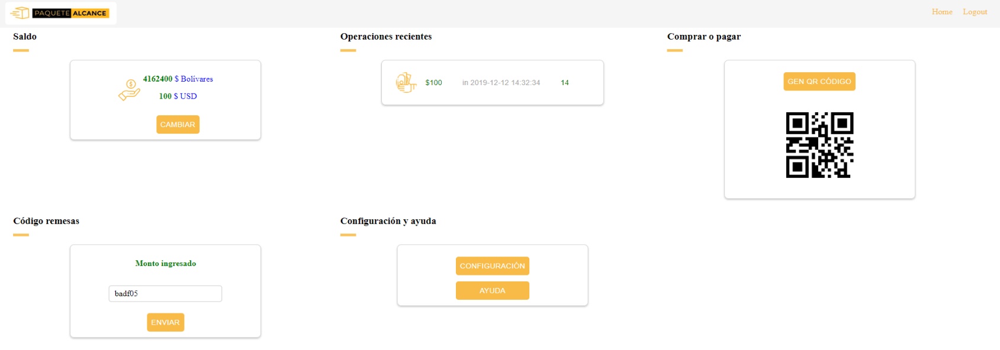 PAQUETE ALCANCE
Home Logout
Saldo
4162400 $ Bolívares
100 $ USD
CAMBIAR
Operaciones recientes
$100 in 2019-12-12 14:32:34 14
Comprar o pagar
GEN QR CÓDIGO
Código remesas
Monto ingresado
badf05
ENVIAR
Configuración y ayuda
CONFIGURACIÓN
AYUDA